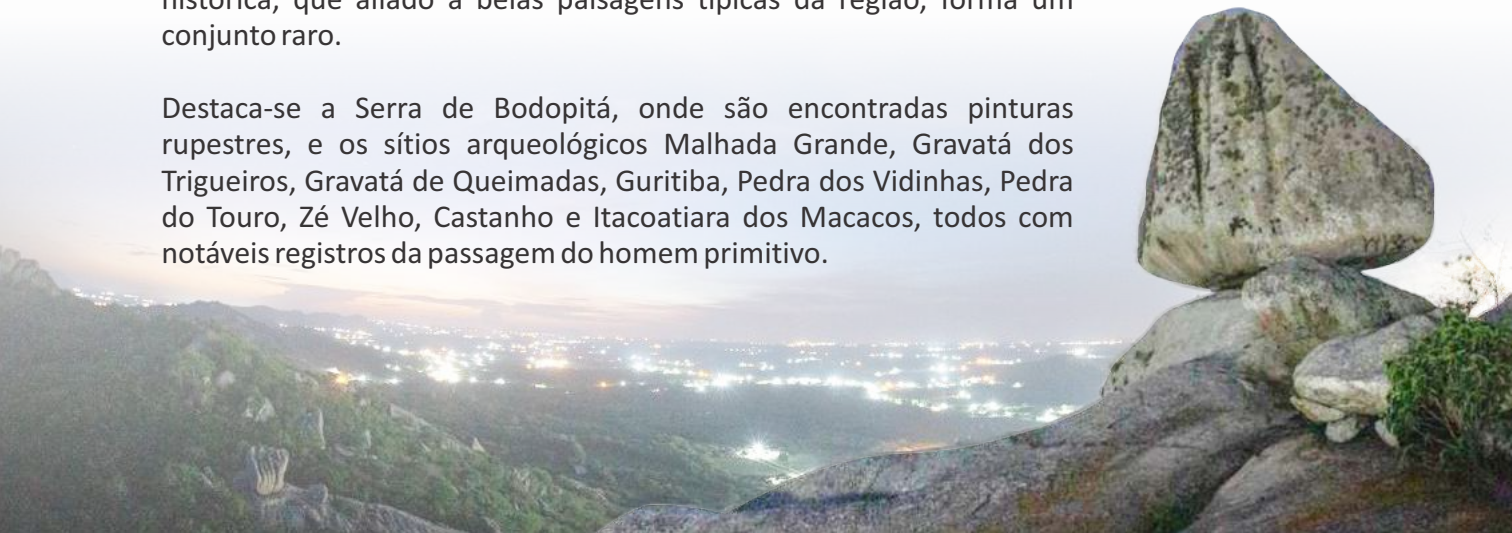 histórica, que aliado a belas paisagens típicas da região, forma um
conjunto raro.
Destaca-se a Serra de Bodopitá, onde são encontradas pinturas
rupestres, e os sítios arqueológicos Malhada Grande, Gravatá dos
Trigueiros, Gravatá de Queimadas, Guritiba, Pedra dos Vidinhas, Pedra
do Touro, Zé Velho, Castanho e Itacoatiara dos Macacos, todos com
notáveis registros da passagem do homem primitivo.